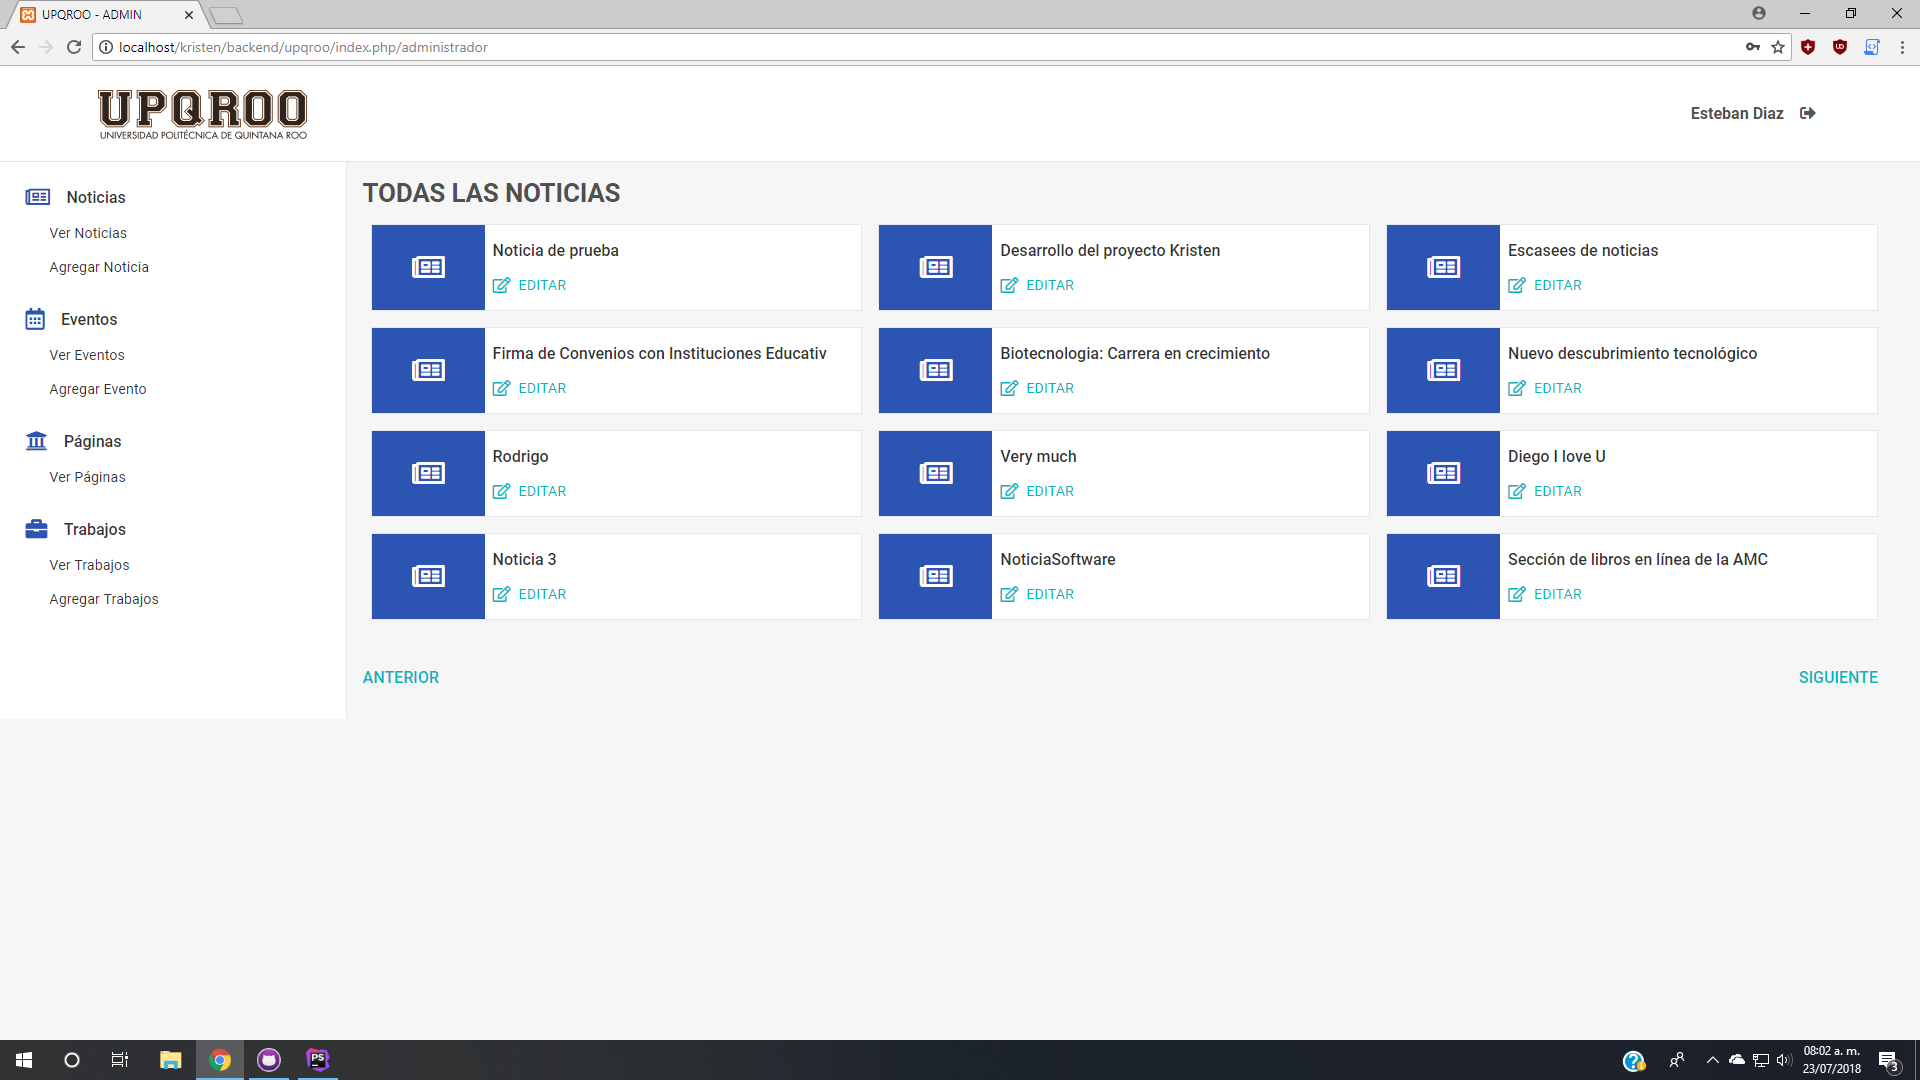 UPQROO - ADMIN
localhost/kristen/backend/upqroo/index.php/administrador
UPQROO
UNIVERSIDAD POLITÉCNICA DE QUINTANA ROO
Esteban Diaz
Noticias
Ver Noticias
Agregar Noticia
Eventos
Ver Eventos
Agregar Evento
Páginas
Ver Páginas
Trabajos
Ver Trabajos
Agregar Trabajos
TODAS LAS NOTICIAS
Noticia de prueba
EDITAR
Desarrollo del proyecto Kristen
EDITAR
Escasees de noticias
EDITAR
Firma de Convenios con Instituciones Educativ
EDITAR
Biotecnologia: Carrera en crecimiento
EDITAR
Nuevo descubrimiento tecnológico
EDITAR
Rodrigo
EDITAR
Very much
EDITAR
Diego I love U
EDITAR
Noticia 3
EDITAR
NoticiaSoftware
EDITAR
Sección de libros en línea de la AMC
EDITAR
ANTERIOR
SIGUIENTE
PS
08:02 a. m.
23/07/2018
3